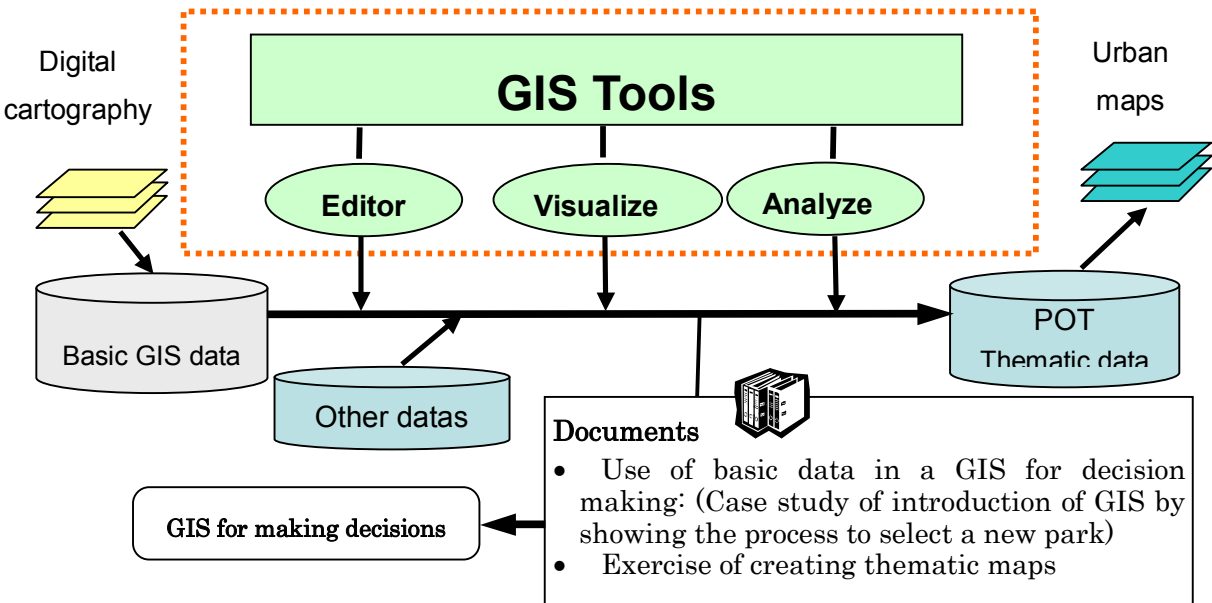 Digital
cartography
GIS Tools
Urban
maps
Editor
Visualize
Analyze
Basic GIS data
Other datas
POT
Thematic data
Documents
• Use of basic data in a GIS for decision
making: (Case study of introduction of GIS by
showing the process to select a new park)
• Exercise of creating thematic maps
GIS for making decisions